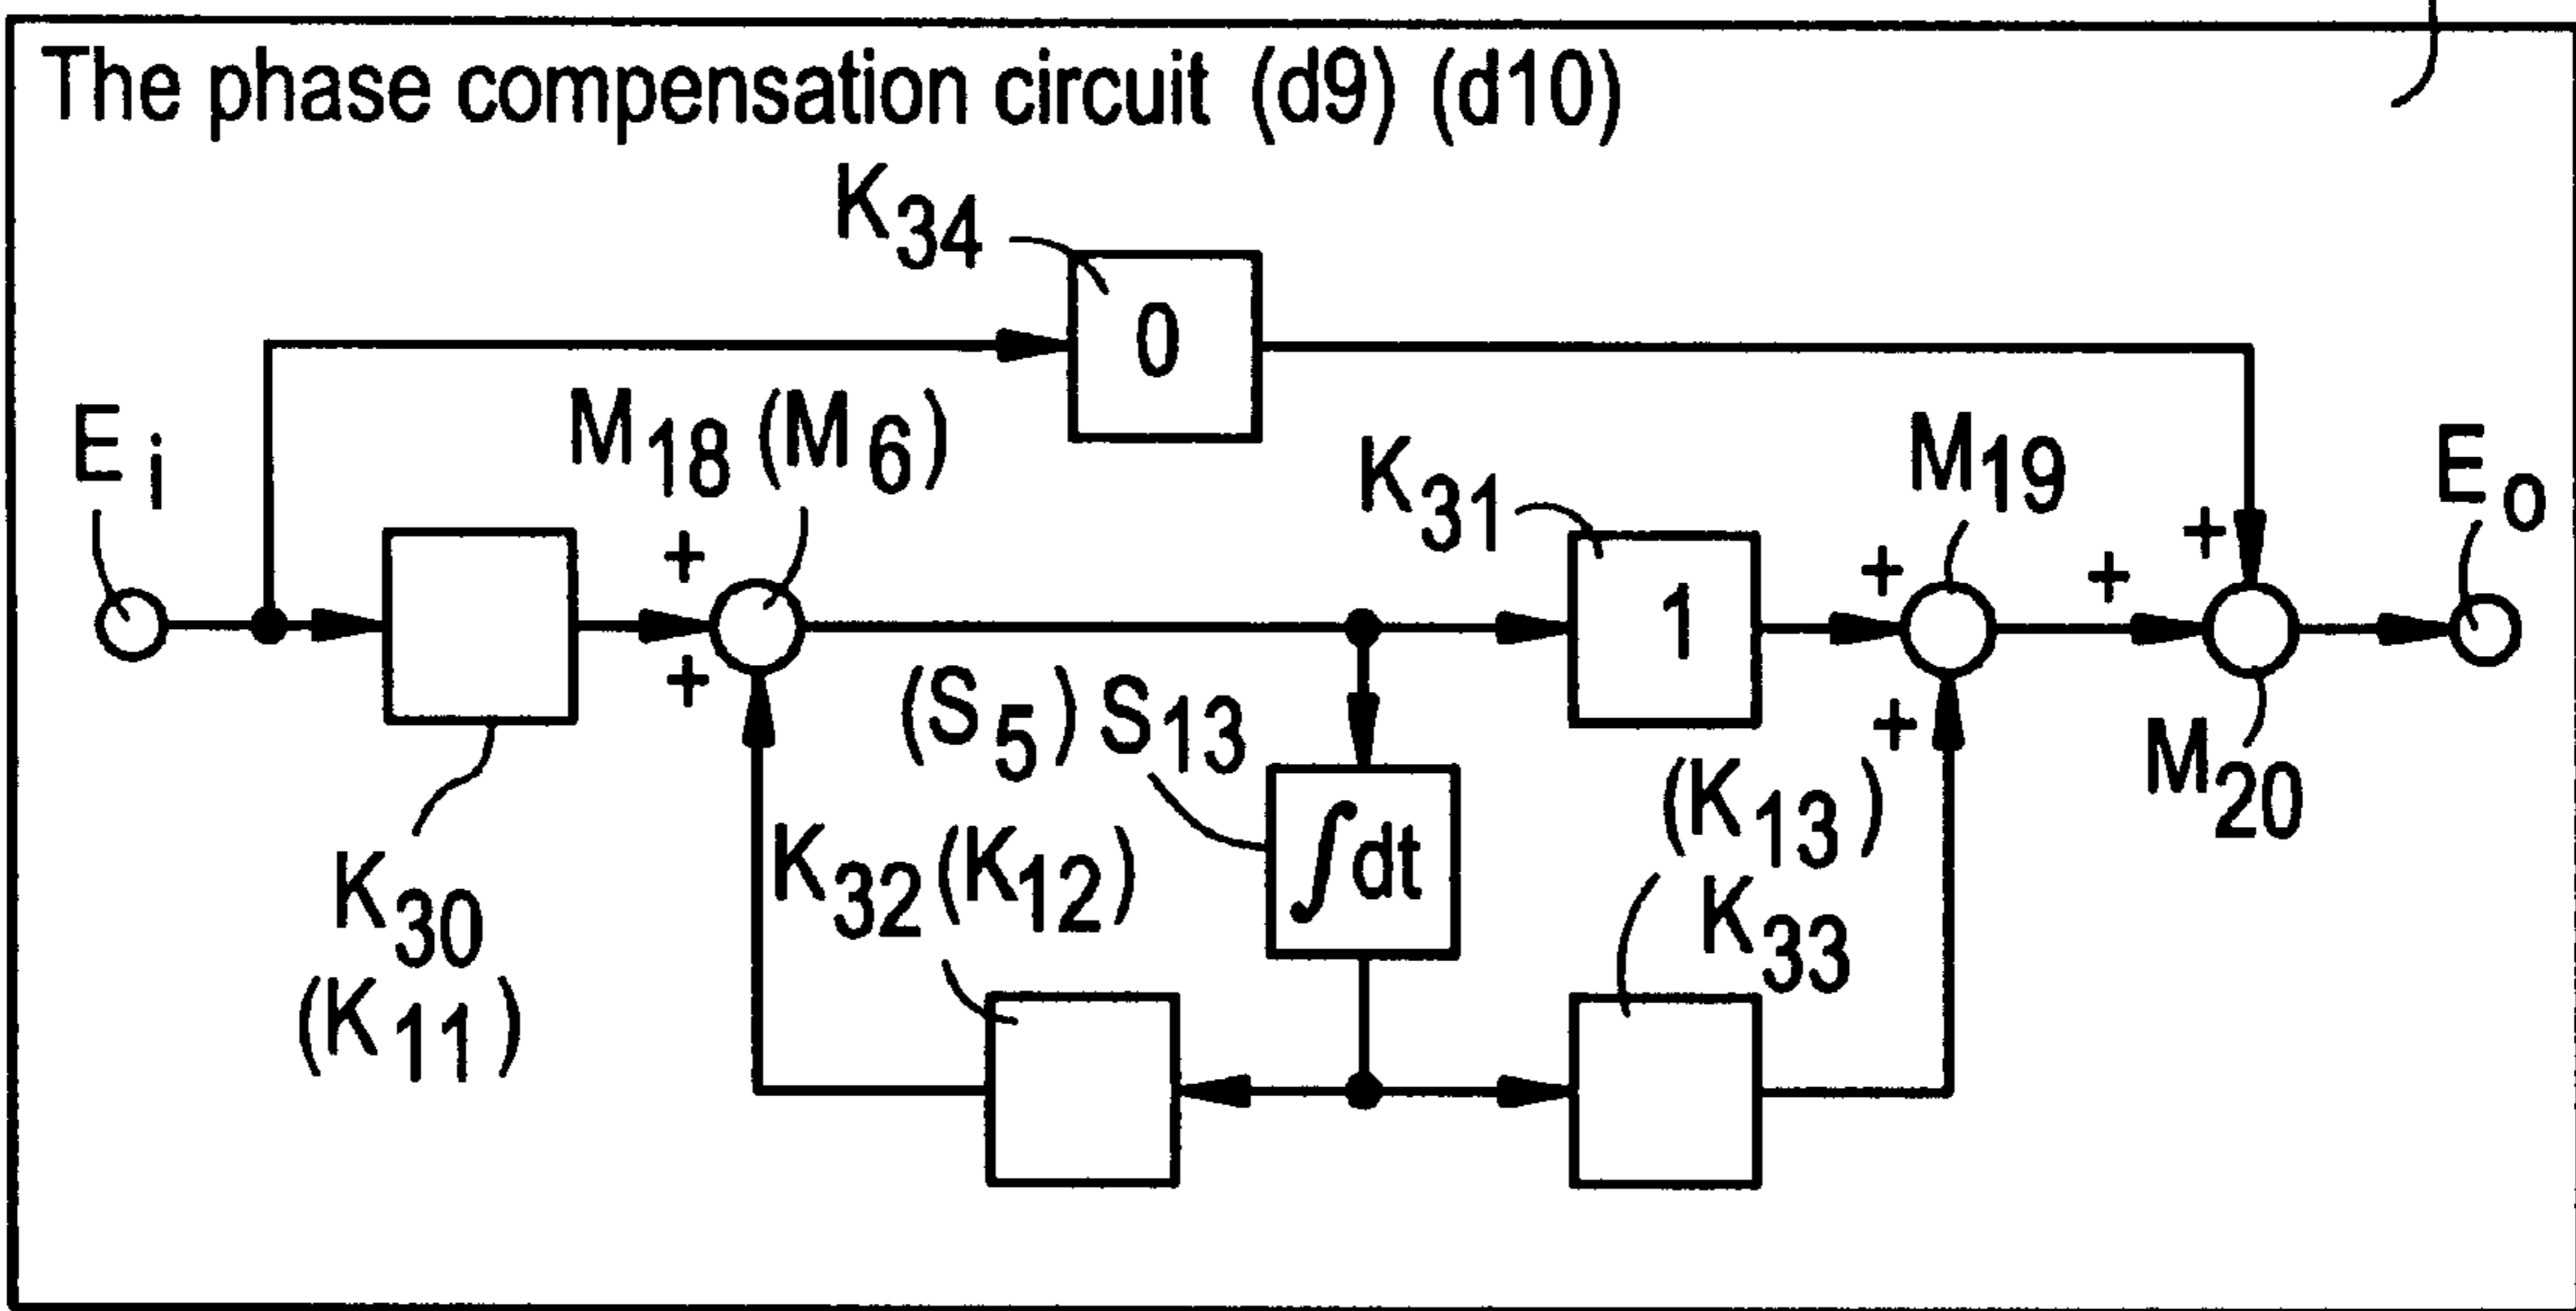 The phase compensation circuit (d9) (d10)
K34
0
Ei
M18 (M6)
K31
M19
Eo
+
+
+
+
1
+
+
(S5) S13
(K13)
M20
K32 (K12)
∫dt
K33
K30
(K11)